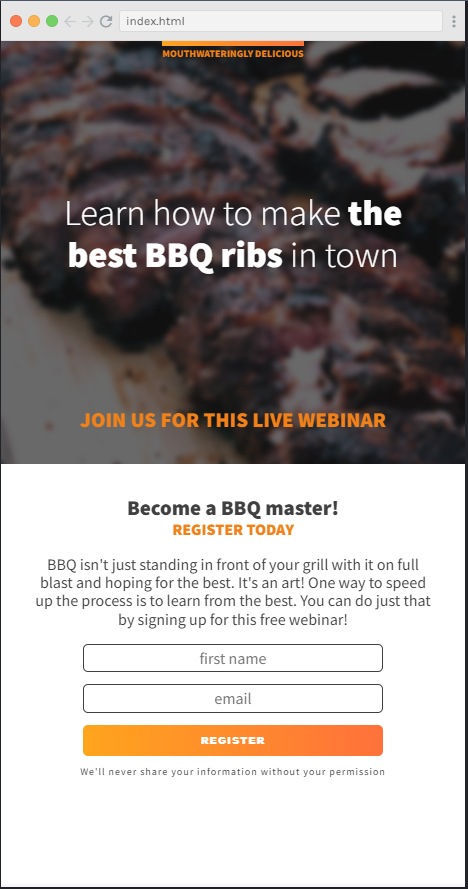 index.html
MOUTHWATERINGLY DELICIOUS
Learn how to make the
best BBQ ribs in town
JOIN US FOR THIS LIVE WEBINAR
Become a BBQ master!
REGISTER TODAY
BBQ isn't just standing in front of your grill with it on full
blast and hoping for the best. It's an art! One way to speed
up the process is to learn from the best. You can do just that
by signing up for this free webinar!
first name
email
REGISTER
We'll never share your information without your permission